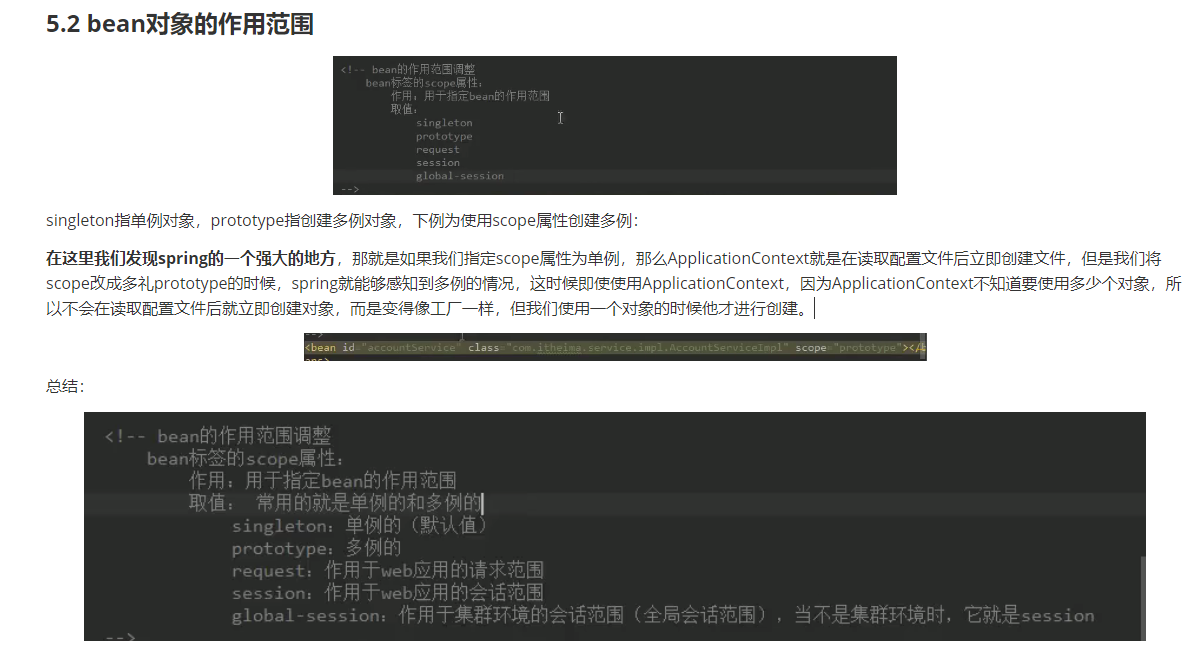 5.2 bean对象的作用范围
<!-- bean的作用范围调整
bean标签的scope属性：
作用：用于指定bean的作用范围
取值：
singleton
prototype
request
session
global-session
-->
singleton指单例对象，prototype指创建多例对象，下例为使用scope属性创建多例：
在这里我们发现spring的一个强大的地方，那就是如果我们指定scope属性为单例，那么ApplicationContext就是在读取配置文件后立即创建文件，但是我们将
scope改成多礼prototype的时候，spring就能够感知到多例的情况，这时候即使使用ApplicationContext，因为ApplicationContext不知道要使用多少个对象，所
以不会在读取配置文件后就立即创建对象，而是变得像工厂一样，但我们使用一个对象的时候他才进行创建。
<bean id="accountService" class="com.itheima.service.impl.AccountServiceImpl" scope="prototype"></
总结：
<!-- bean的作用范围调整
bean标签的scope属性：
作用：用于指定bean的作用范围
取值： 常用的就是单例的和多例的
singleton：单例的（默认值）
prototype：多例的
request：作用于web应用的请求范围
session：作用于web应用的会话范围
global-session：作用于集群环境的会话范围（全局会话范围），当不是集群环境时，它就是session
-->